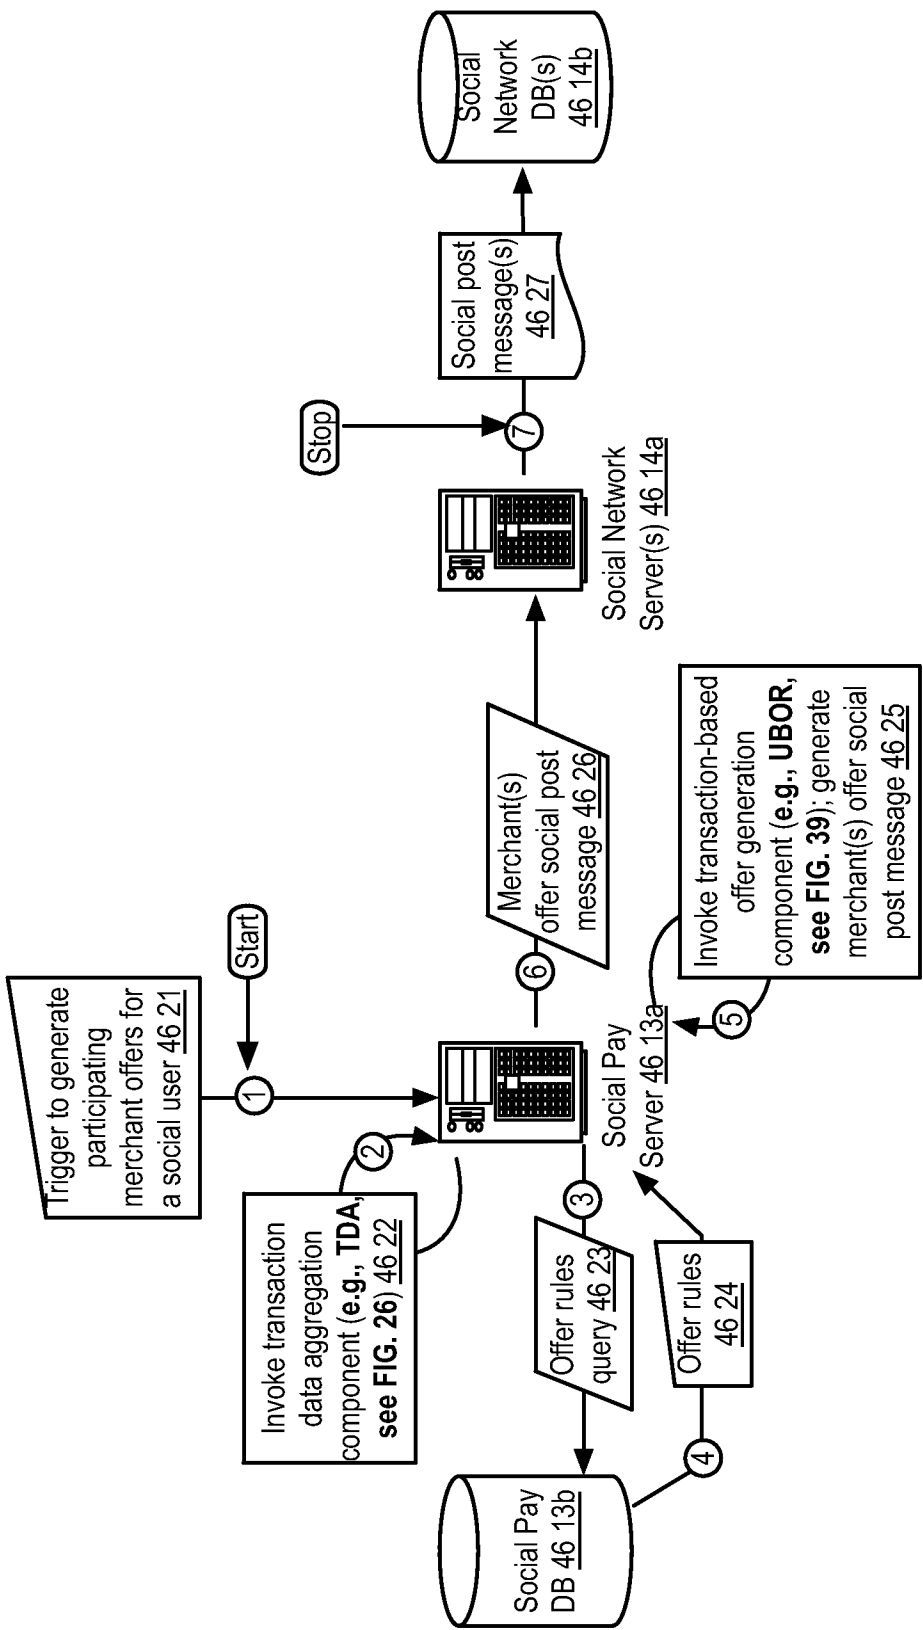 Trigger to generate
participating
merchant offers for
a social user 46 21
Start
1
Invoke transaction
data aggregation
component (e.g., TDA,
see FIG. 26) 46 22
2
Social Pay
Server 46 13a
3
Offer rules
query 46 23
Social Pay
DB 46 13b
4
Offer rules
46 24
5
Invoke transaction-based
offer generation
component (e.g., UBOR,
see FIG. 39); generate
merchant(s) offer social
post message 46 25
6
Merchant(s)
offer social post
message 46 26
Social Network
Server(s) 46 14a
Stop
7
Social post
message(s)
46 27
Social
Network
DB(s)
46 14b